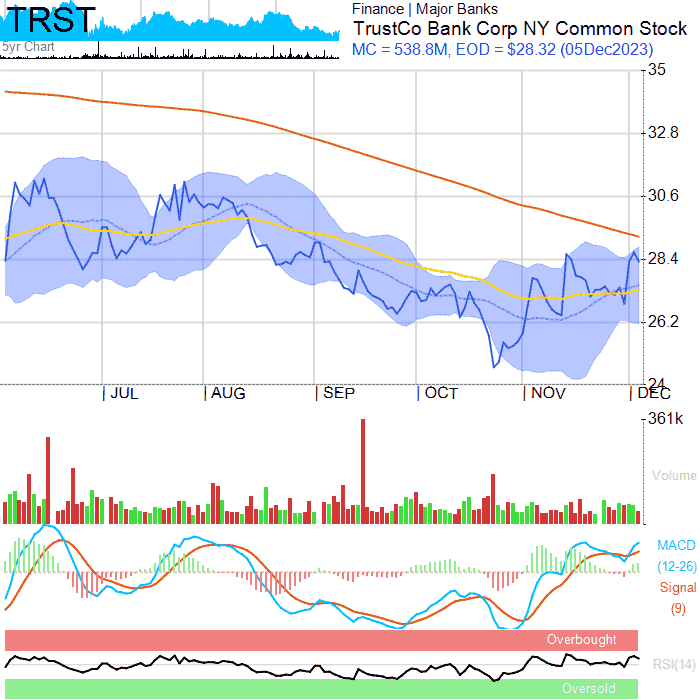 TRST
5yr Chart
Finance | Major Banks
TrustCo Bank Corp NY Common Stock
MC = 538.8M, EOD = $28.32 (05Dec2023)
35
32.8
30.6
28.4
26.2
24
JUL
AUG
SEP
OCT
NOV
DEC
361k
Volume
MACD
(12-26)
Signal
(9)
Overbought
RSI(14)
Oversold